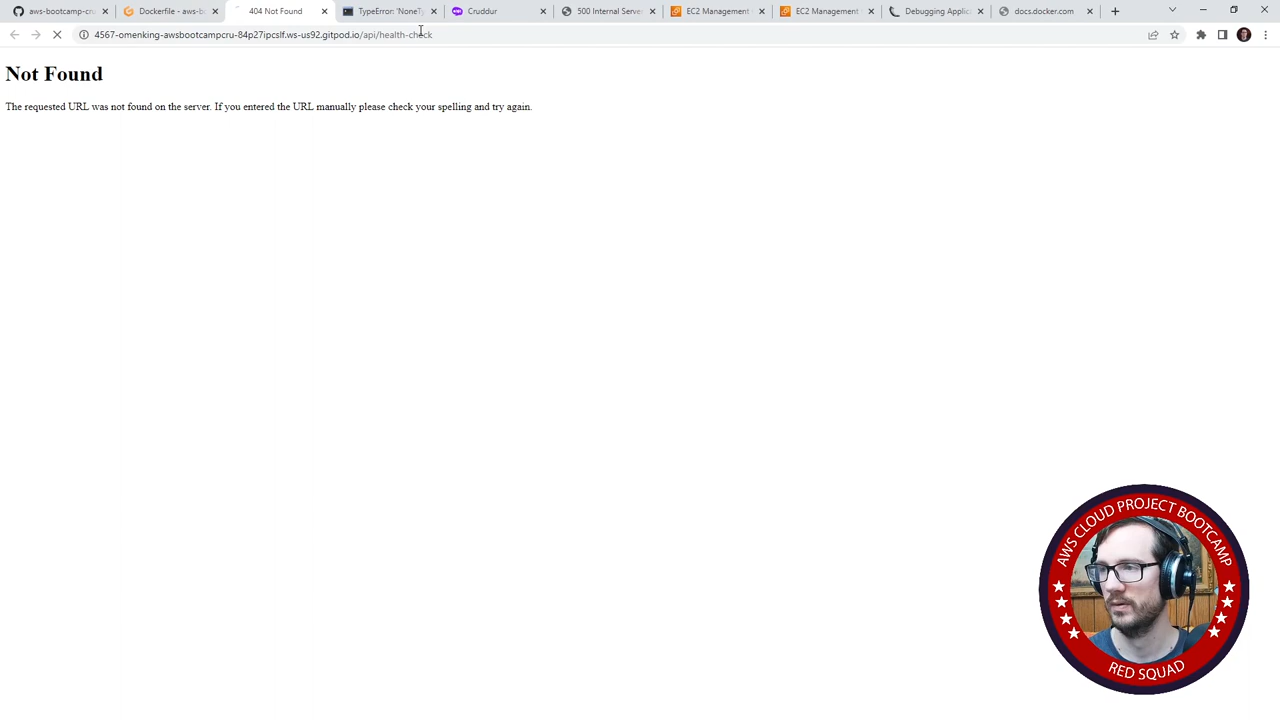 aws-bootcamp-cru
Dockerfile - aws-bo
404 Not Found
TypeError: 'NoneTy
Cruddur
500 Internal Server
EC2 Management
EC2 Management
Debugging Applic
docs.docker.com
4567-omenking-awsbootcampcru-84p27ipcslf.ws-us92.gitpod.io/api/health-check
Not Found
The requested URL was not found on the server. If you entered the URL manually please check your spelling and try again.
AWS CLOUD PROJECT BOOTCAMP
RED SQUAD